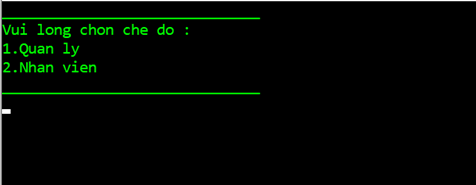 Vui long chon che do :
1.Quan ly
2.Nhan vien